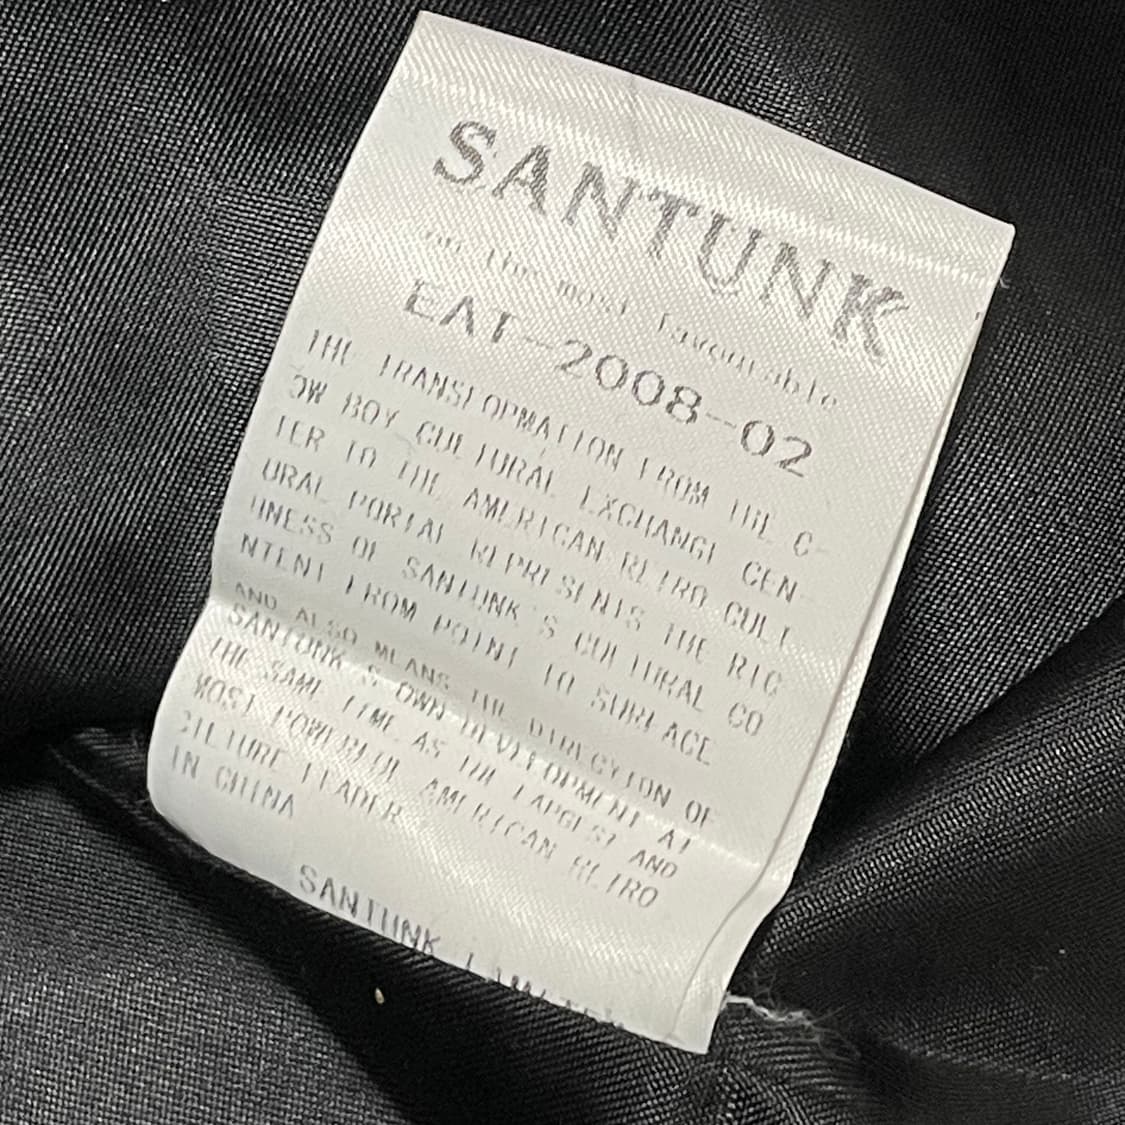 SANTUNK
the most favourable
EAT-2008-02
THE TRANSFORMATION FROM THE C-
OW BOY CULTURAL EXCHANGE CEN-
TER TO THE AMERICAN RETRO CULT
URAL PORTAL REPRESENTS THE RIC
HNESS OF SANTUNK'S CULTURAL CO
NTENT FROM POINT TO SURFACE
AND ALSO MEANS THE DIRECTION OF
SANTUNK'S OWN DEVELOPMENT AT
THE SAME TIME AS THE LARGEST AND
MOST POWERFUL AMERICAN RETRO
CULTURE LEADER
IN CHINA
SANTUNK